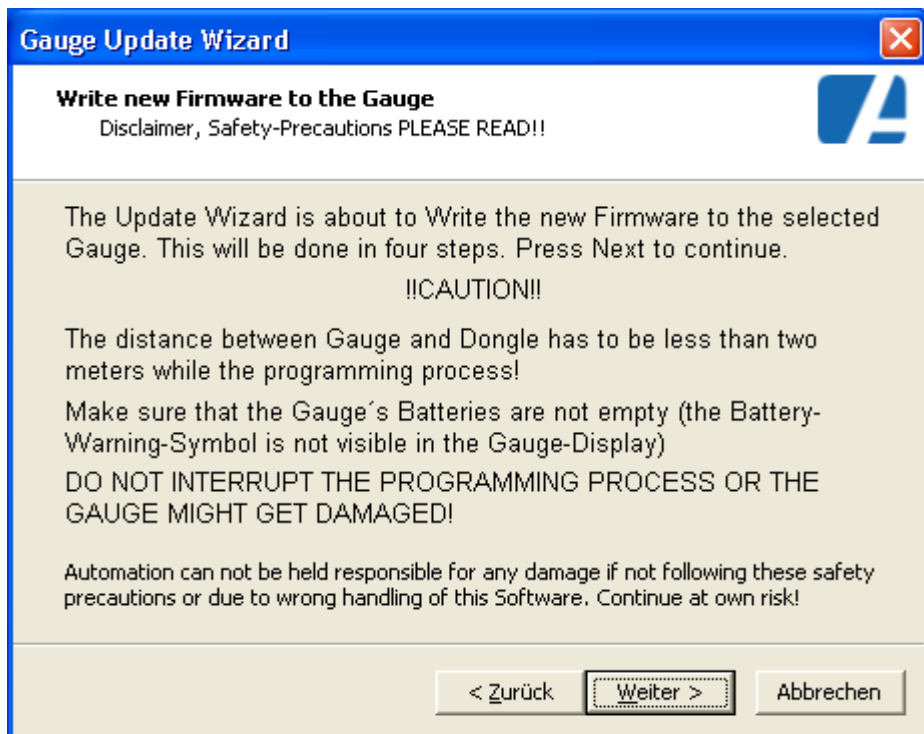 Gauge Update Wizard
Write new Firmware to the Gauge
Disclaimer, Safety-Precautions PLEASE READ!!
The Update Wizard is about to Write the new Firmware to the selected
Gauge. This will be done in four steps. Press Next to continue.
!!CAUTION!!
The distance between Gauge and Dongle has to be less than two
meters while the programming process!
Make sure that the Gauge´s Batteries are not empty (the Battery-
Warning-Symbol is not visible in the Gauge-Display)
DO NOT INTERRUPT THE PROGRAMMING PROCESS OR THE
GAUGE MIGHT GET DAMAGED!
Automation can not be held responsible for any damage if not following these safety
precautions or due to wrong handling of this Software. Continue at own risk!
< Zurück Weiter > Abbrechen